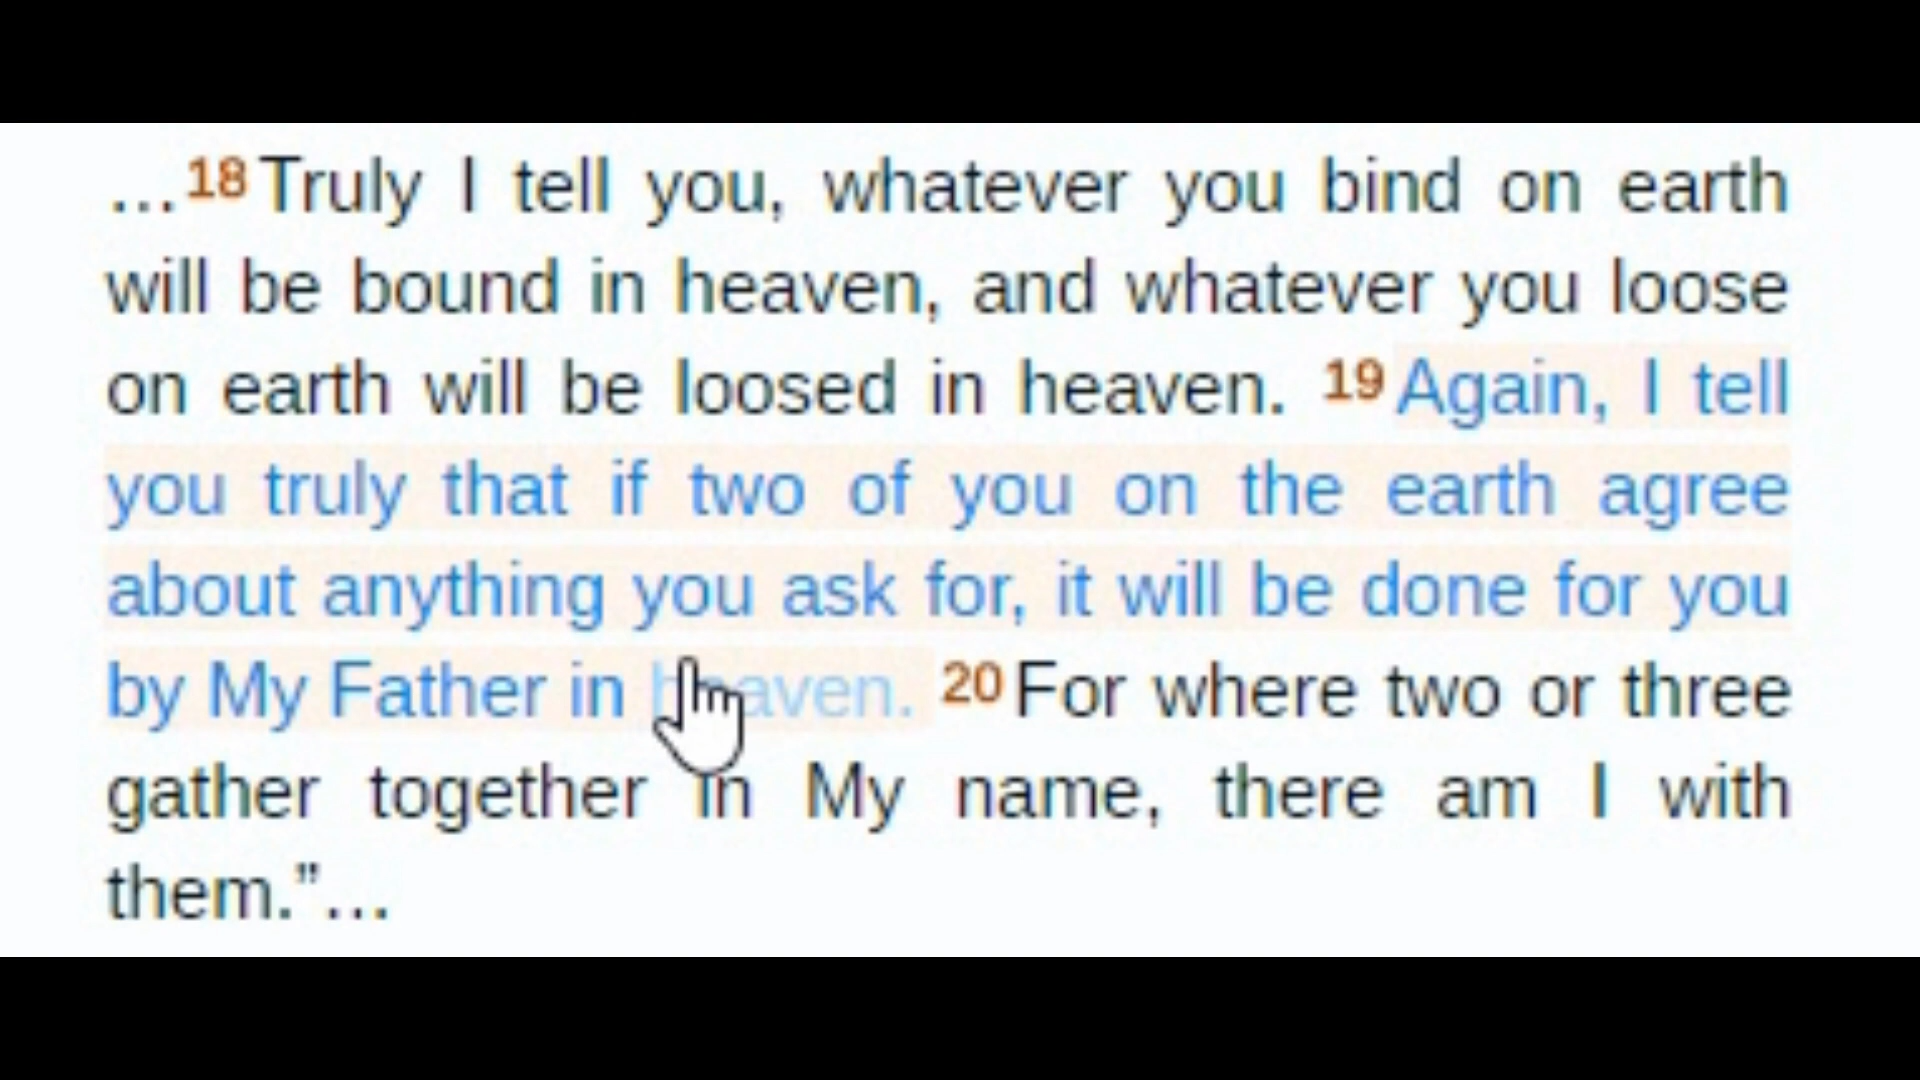 ...18 Truly I tell you, whatever you bind on earth
will be bound in heaven, and whatever you loose
on earth will be loosed in heaven. 19 Again, I tell
you truly that if two of you on the earth agree
about anything you ask for, it will be done for you
by My Father in heaven. 20 For where two or three
gather together in My name, there am I with
them.”...